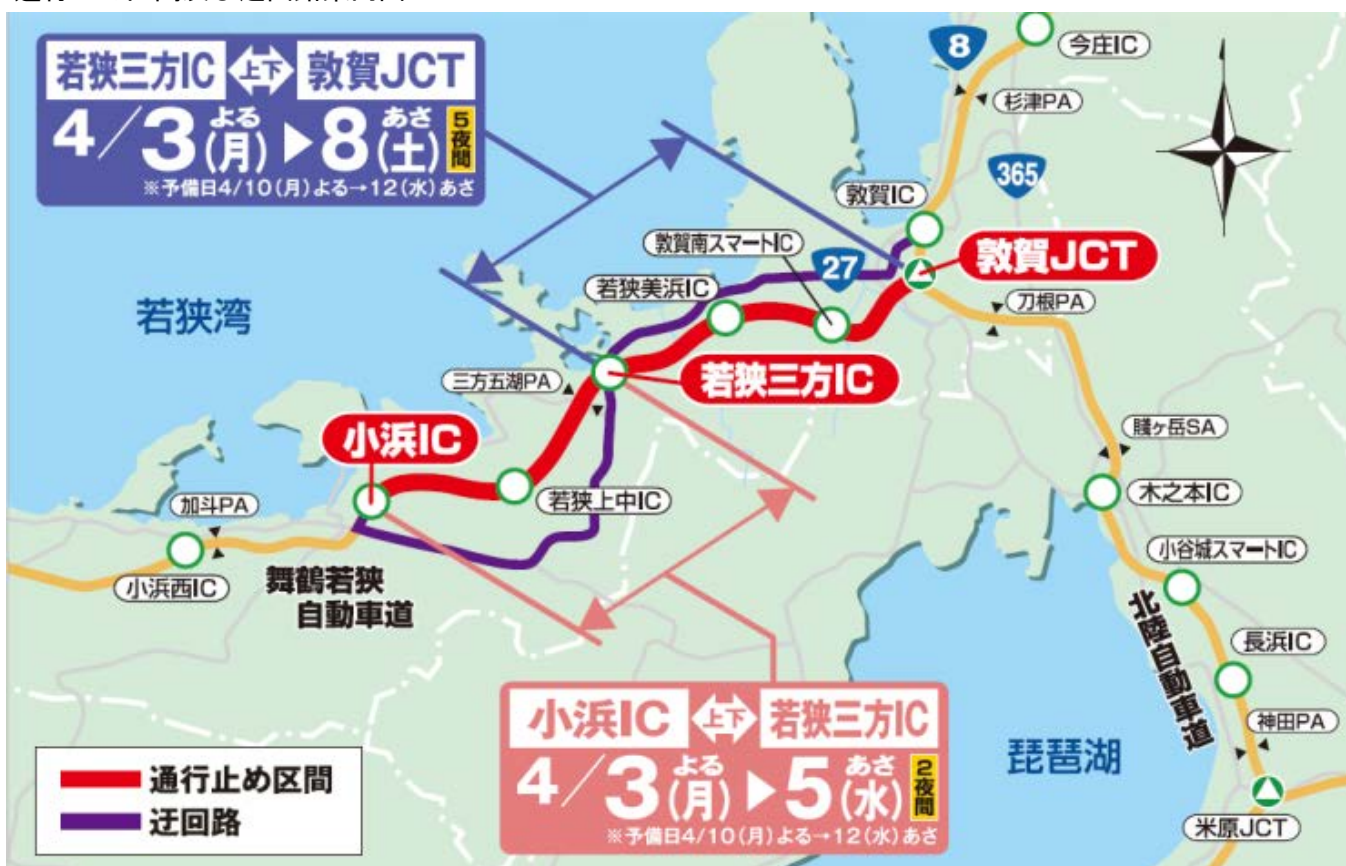 若狭三方IC 上下 敦賀JCT
4/3(月)よる▶8(土)あさ 5夜間
※予備日4/10(月)よる→12(水)あさ
8
今庄IC
杉津PA
365
敦賀IC
敦賀南スマートIC
27
敦賀JCT
若狭美浜IC
刀根PA
若狭湾
三方五湖PA
若狭三方IC
小浜IC
賤ヶ岳SA
木之本IC
若狭上中IC
加斗PA
小浜西IC
小谷城スマートIC
舞鶴若狭
自動車道
北陸自動車道
長浜IC
神田PA
琵琶湖
米原JCT
小浜IC 上下 若狭三方IC
4/3(月)よる▶5(水)あさ 2夜間
※予備日4/10(月)よる→12(水)あさ
通行止め区間
迂回路